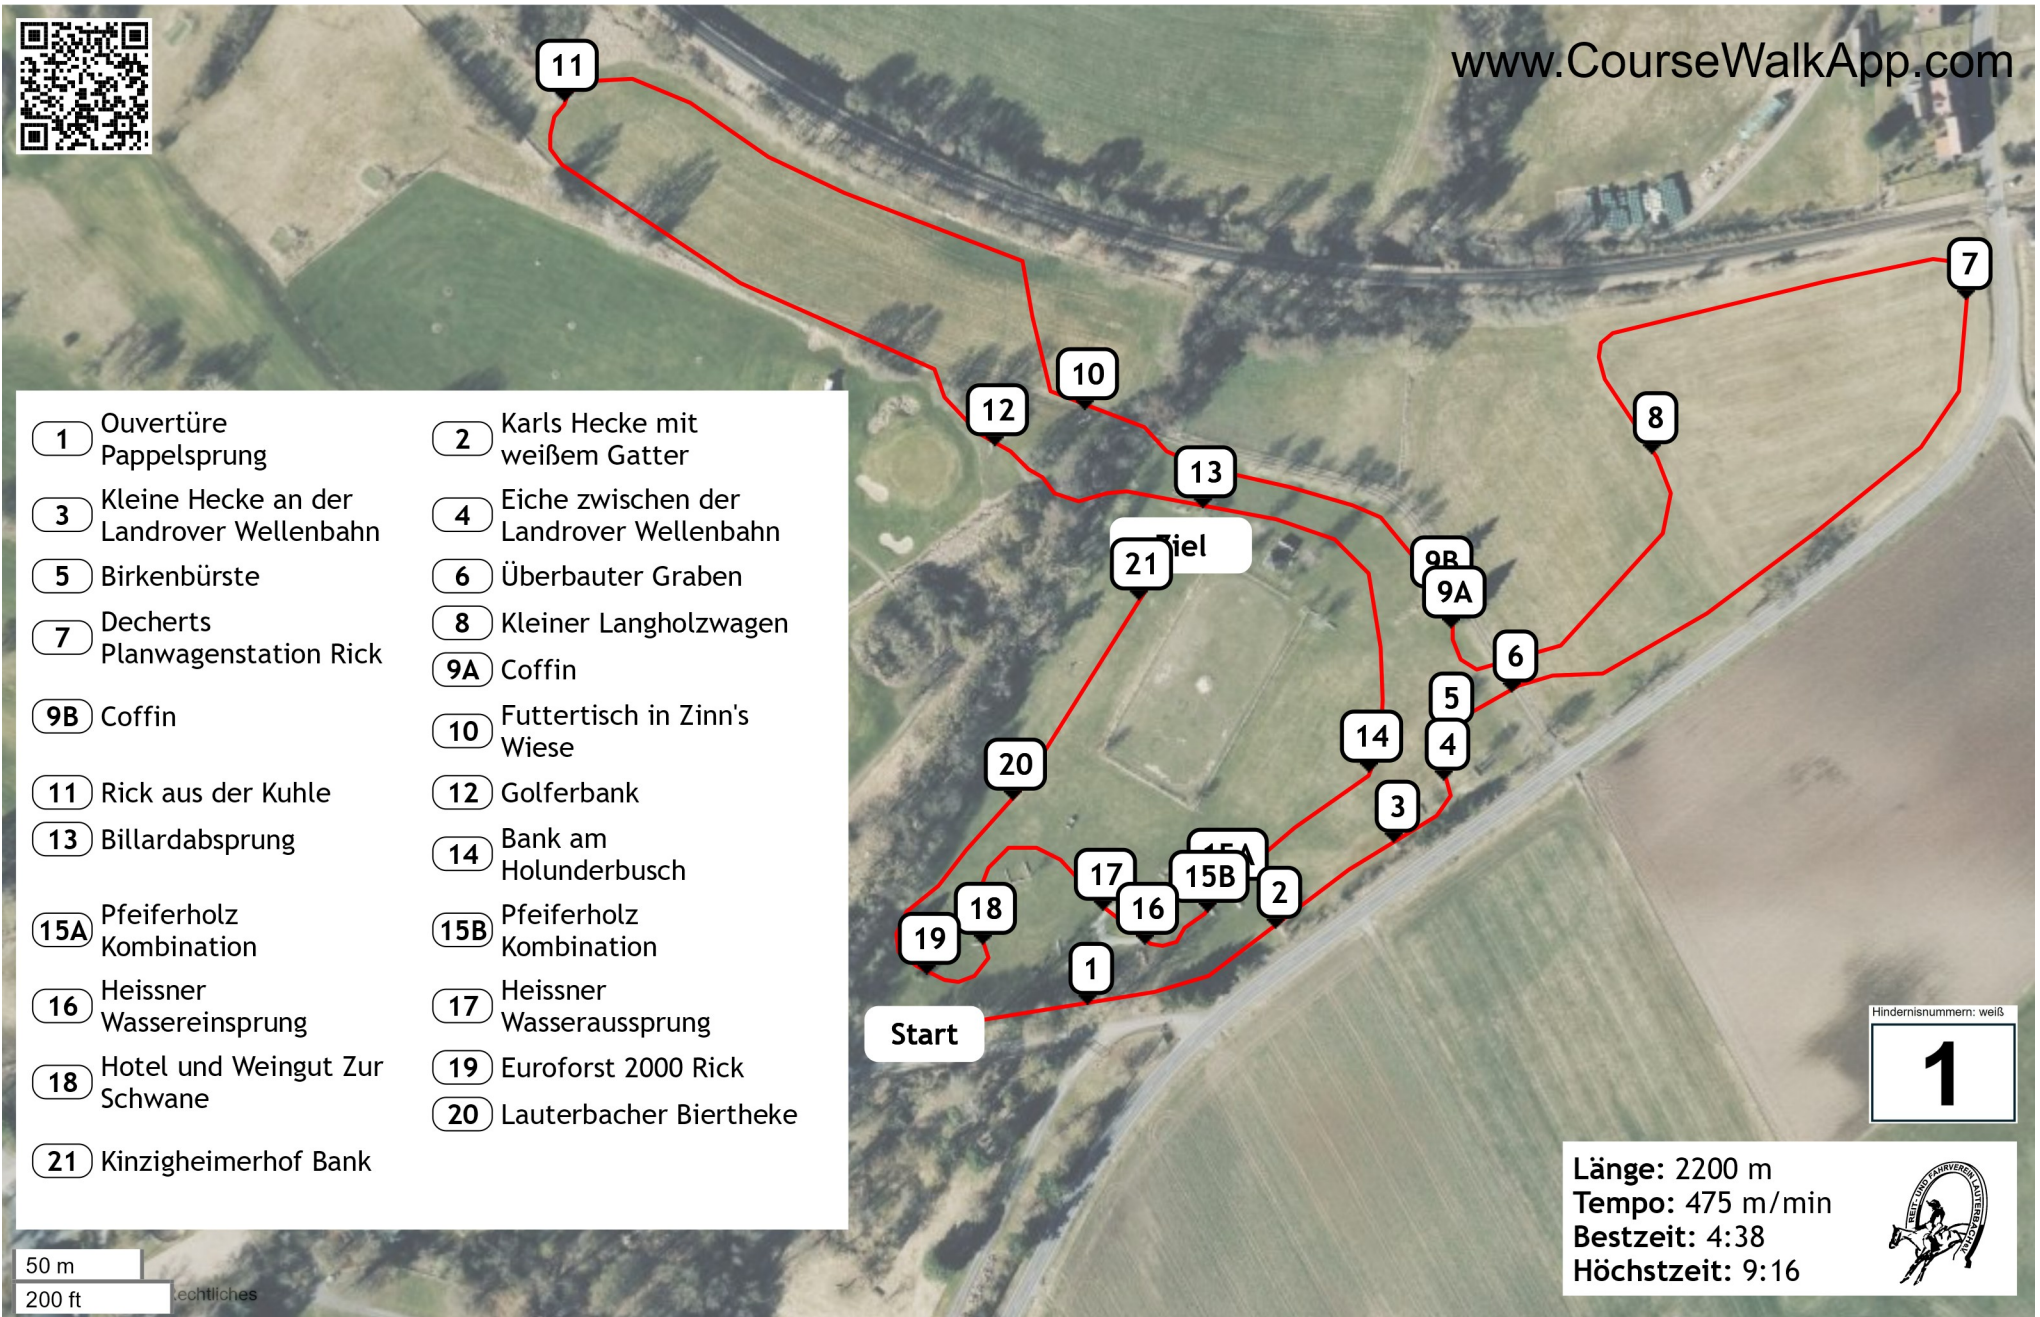 www.CourseWalkApp.com
11
7
10
12
8
13
Ziel
21
9B
9A
6
5
4
14
20
3
15A
15B
17
16
2
18
19
1
Start
1 Ouvertüre
Pappelsprung
2 Karls Hecke mit
weißem Gatter
3 Kleine Hecke an der
Landrover Wellenbahn
4 Eiche zwischen der
Landrover Wellenbahn
5 Birkenbürste
6 Überbauter Graben
7 Decherts
Planwagenstation Rick
8 Kleiner Langholzwagen
9A Coffin
9B Coffin
10 Futtertisch in Zinn's
Wiese
11 Rick aus der Kuhle
12 Golferbank
13 Billardabsprung
14 Bank am
Holunderbusch
15A Pfeiferholz
Kombination
15B Pfeiferholz
Kombination
16 Heissner
Wassereinsprung
17 Heissner
Wasseraussprung
18 Hotel und Weingut Zur
Schwane
19 Euroforst 2000 Rick
20 Lauterbacher Biertheke
21 Kinzigheimerhof Bank
Hindernisnummern: weiß
1
Länge: 2200 m
Tempo: 475 m/min
Bestzeit: 4:38
Höchstzeit: 9:16
REIT- UND FAHRVEREIN LAUTERBACH e.V.
50 m
200 ft
echtliches